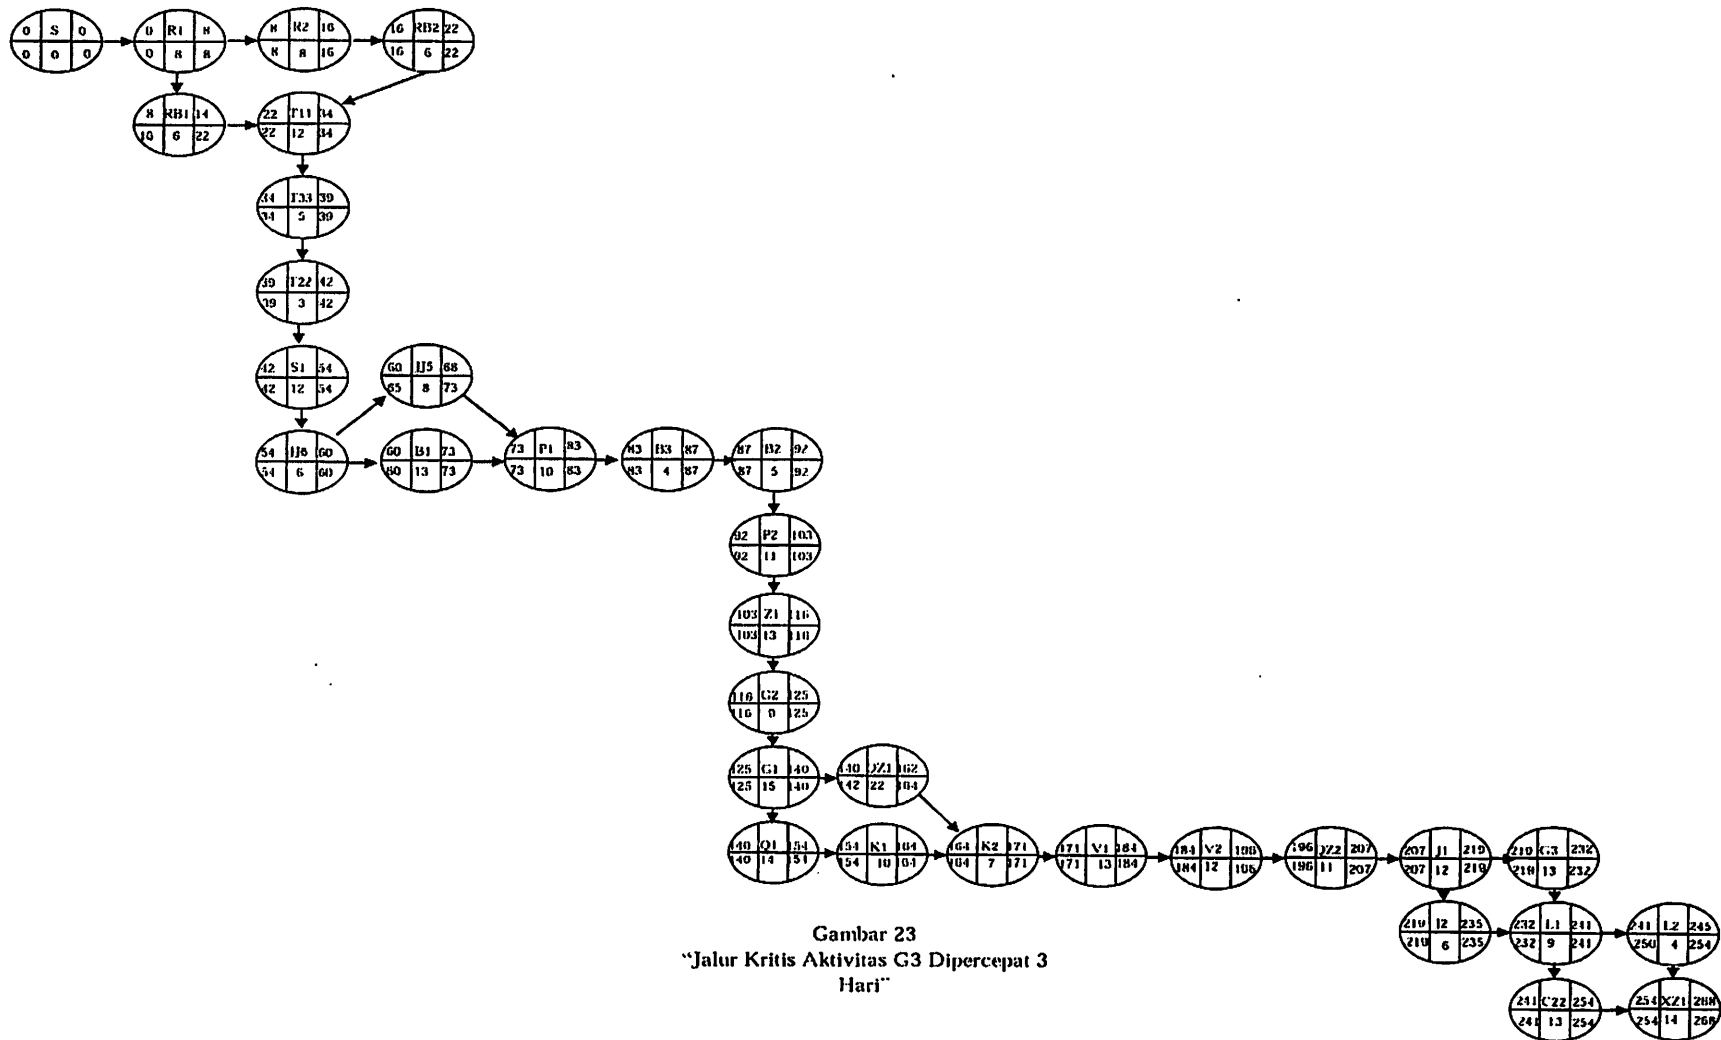 0 S 0
0 0 0
0 R1 8
0 8 8
8 R2 16
8 8 16
16 RB2 22
16 6 22
8 RB1 14
16 6 22
22 T11 34
22 12 34
34 T33 39
34 5 39
39 T22 42
39 3 42
42 S1 54
42 12 54
60 JJ5 68
65 8 73
54 JJ6 60
54 6 60
60 B1 73
60 13 73
73 P1 83
73 10 83
83 B3 87
83 4 87
87 B2 92
87 5 92
92 P2 103
92 11 103
103 Z1 116
103 13 116
116 G2 125
116 9 125
125 G1 140
125 15 140
140 QZ1 162
142 22 164
140 Q1 154
140 14 154
154 K1 164
154 10 164
164 K2 171
164 7 171
171 V1 184
171 13 184
184 V2 196
184 12 196
196 QZ2 207
196 11 207
207 J1 219
207 12 219
219 G3 232
219 13 232
219 J2 235
219 6 235
232 L1 241
232 9 241
241 L2 245
250 4 254
241 C22 254
241 13 254
254 XZ1 268
254 14 268
Gambar 23
“Jalur Kritis Aktivitas G3 Dipercepat 3
Hari”